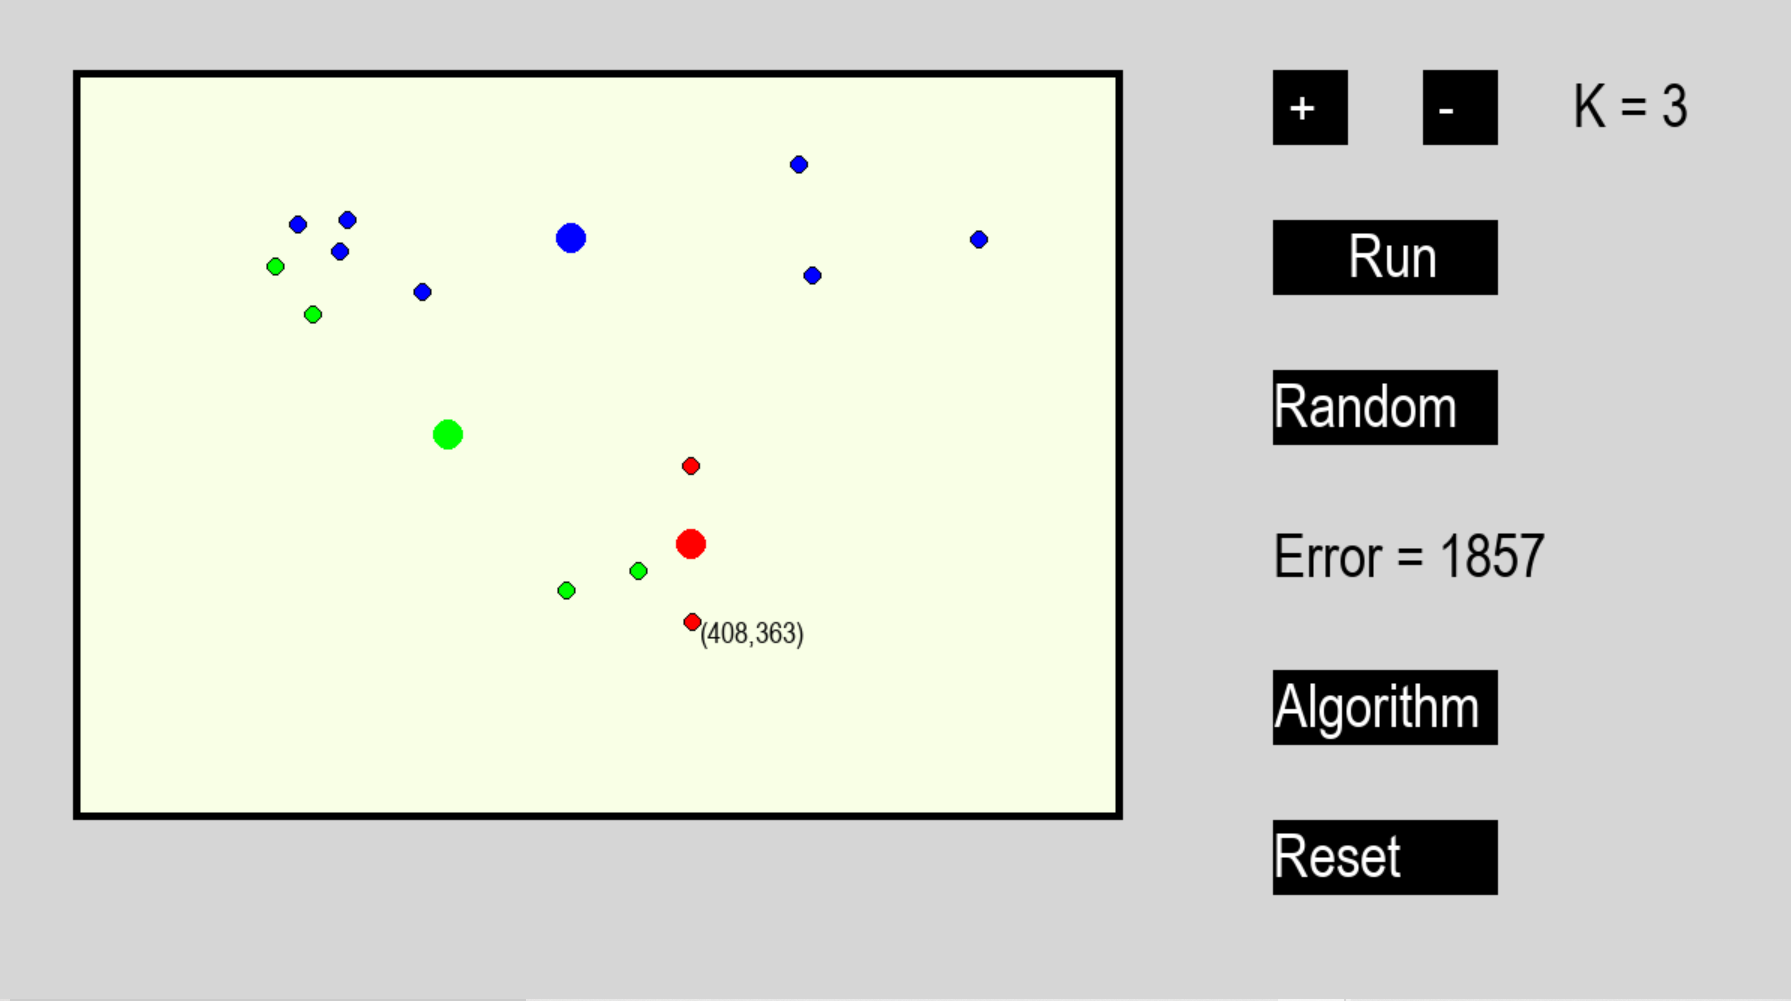 + - K = 3
Run
Random
Error = 1857
(408,363)
Algorithm
Reset